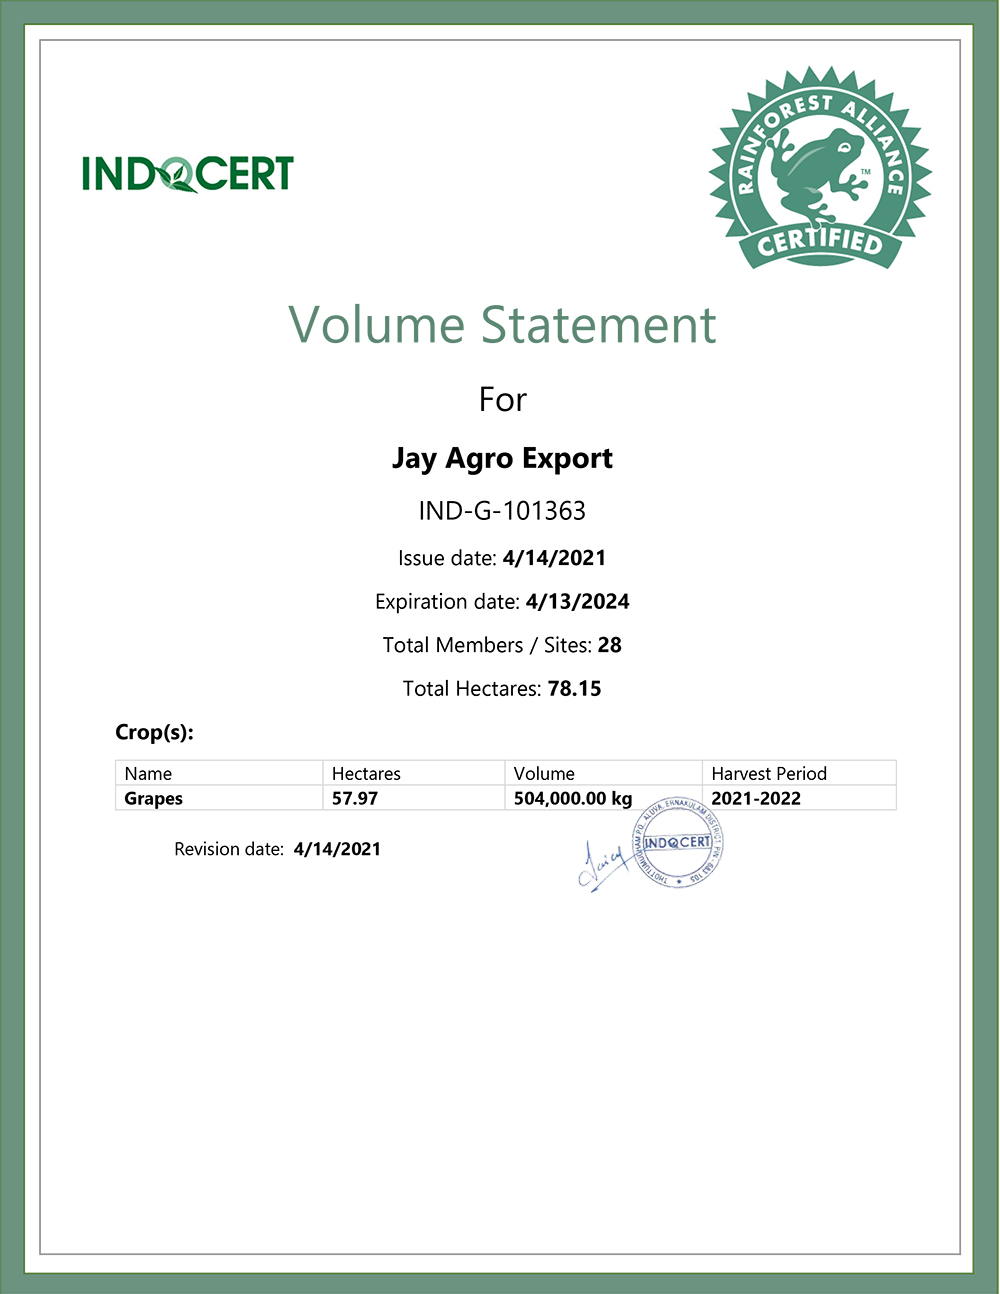 INDOCERT
RAINFOREST ALLIANCE
TM
CERTIFIED
Volume Statement
For
Jay Agro Export
IND-G-101363
Issue date: 4/14/2021
Expiration date: 4/13/2024
Total Members / Sites: 28
Total Hectares: 78.15
Crop(s):
Name Hectares Volume Harvest Period
Grapes 57.97 504,000.00 kg 2021-2022
Revision date: 4/14/2021
THOTTUMUGHAM P.O., ALUVA, ERNAKULAM DISTRICT PIN- 683 105
INDOCERT